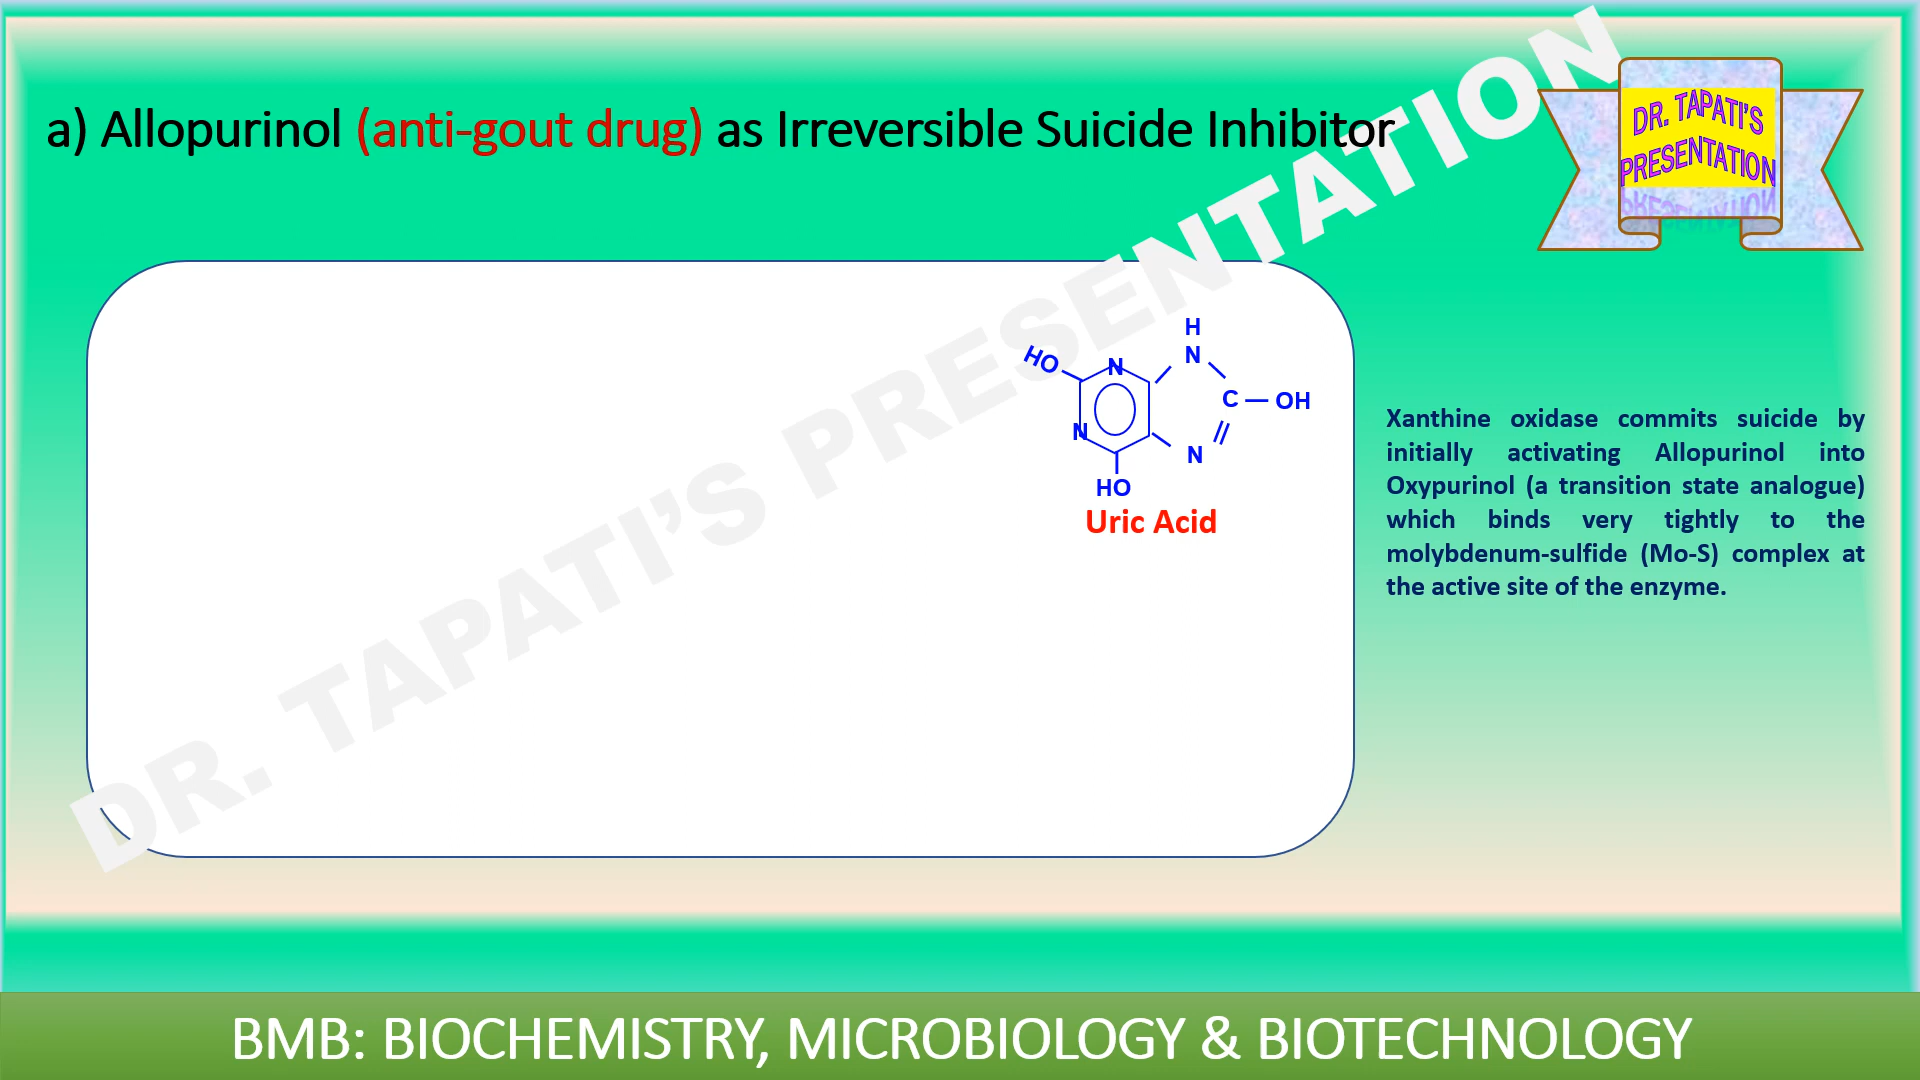 a) Allopurinol (anti-gout drug) as Irreversible Suicide Inhibitor
DR. TAPATI'S
PRESENTATION
DR. TAPATI'S PRESENTATION
H
N
HO
N
C
OH
N
N
HO
Uric Acid
Xanthine oxidase commits suicide by
initially activating Allopurinol into
Oxypurinol (a transition state analogue)
which binds very tightly to the
molybdenum-sulfide (Mo-S) complex at
the active site of the enzyme.
BMB: BIOCHEMISTRY, MICROBIOLOGY & BIOTECHNOLOGY